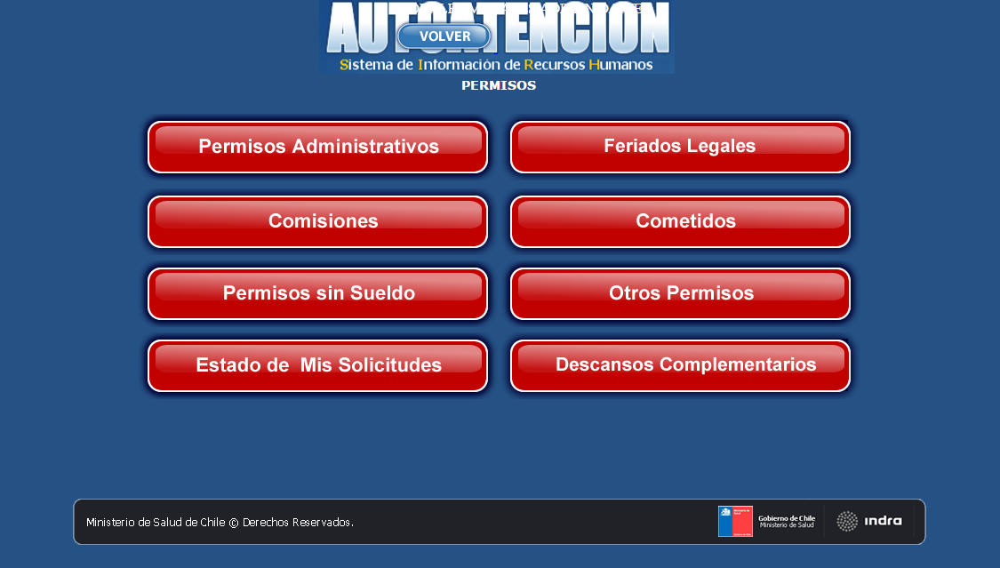 AUTOATENCION
VOLVER
Sistema de Información de Recursos Humanos
PERMISOS
Permisos Administrativos
Feriados Legales
Comisiones
Cometidos
Permisos sin Sueldo
Otros Permisos
Estado de Mis Solicitudes
Descansos Complementarios
Ministerio de Salud de Chile © Derechos Reservados.
Gobierno de Chile
Ministerio de Salud
indra